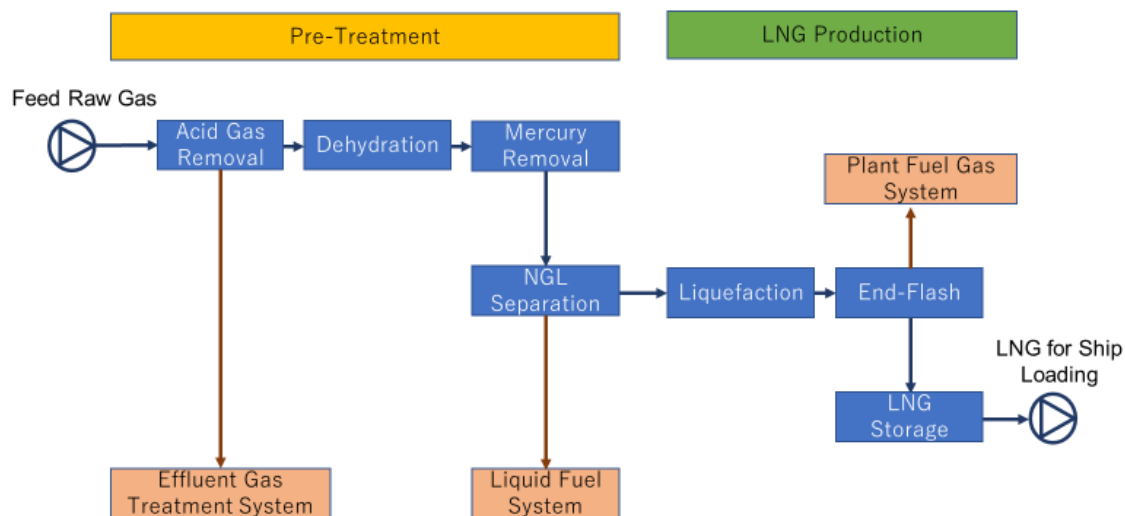 Pre-Treatment
LNG Production
Feed Raw Gas
Acid Gas
Removal
Dehydration
Mercury
Removal
Plant Fuel Gas
System
NGL
Separation
Liquefaction
End-Flash
LNG for Ship
Loading
LNG
Storage
Effluent Gas
Treatment System
Liquid Fuel
System